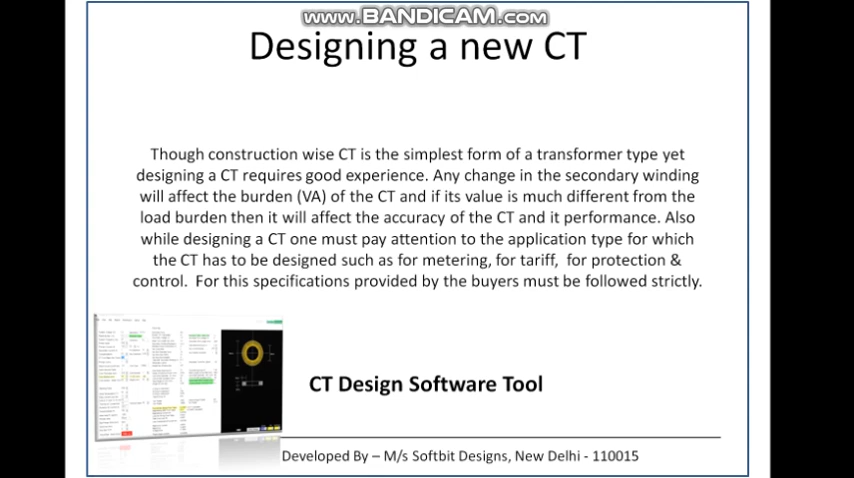 www.BANDICAM.com
Designing a new CT
Though construction wise CT is the simplest form of a transformer type yet
designing a CT requires good experience. Any change in the secondary winding
will affect the burden (VA) of the CT and if its value is much different from the
load burden then it will affect the accuracy of the CT and it performance. Also
while designing a CT one must pay attention to the application type for which
the CT has to be designed such as for metering, for tariff, for protection &
control. For this specifications provided by the buyers must be followed strictly.
CT Design Software Tool
Developed By – M/s Softbit Designs, New Delhi - 110015